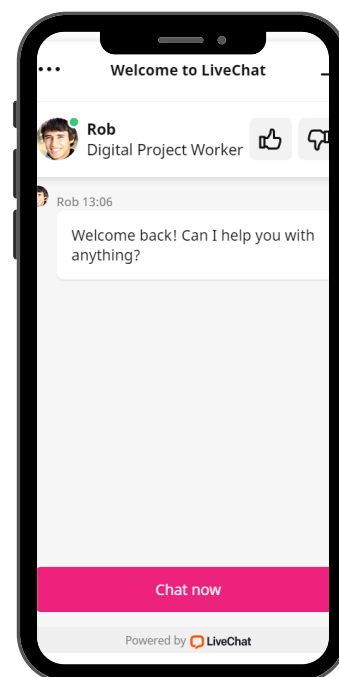 Welcome to LiveChat
Rob
Digital Project Worker
Rob 13:06
Welcome back! Can I help you with
anything?
Chat now
Powered by LiveChat